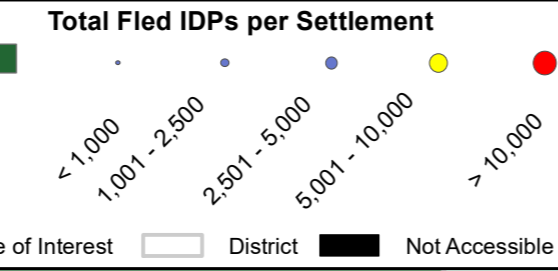 Total Fled IDPs per Settlement
< 1,000
1,001 - 2,500
2,501 - 5,000
5,001 - 10,000
> 10,000
e of Interest District Not Accessible